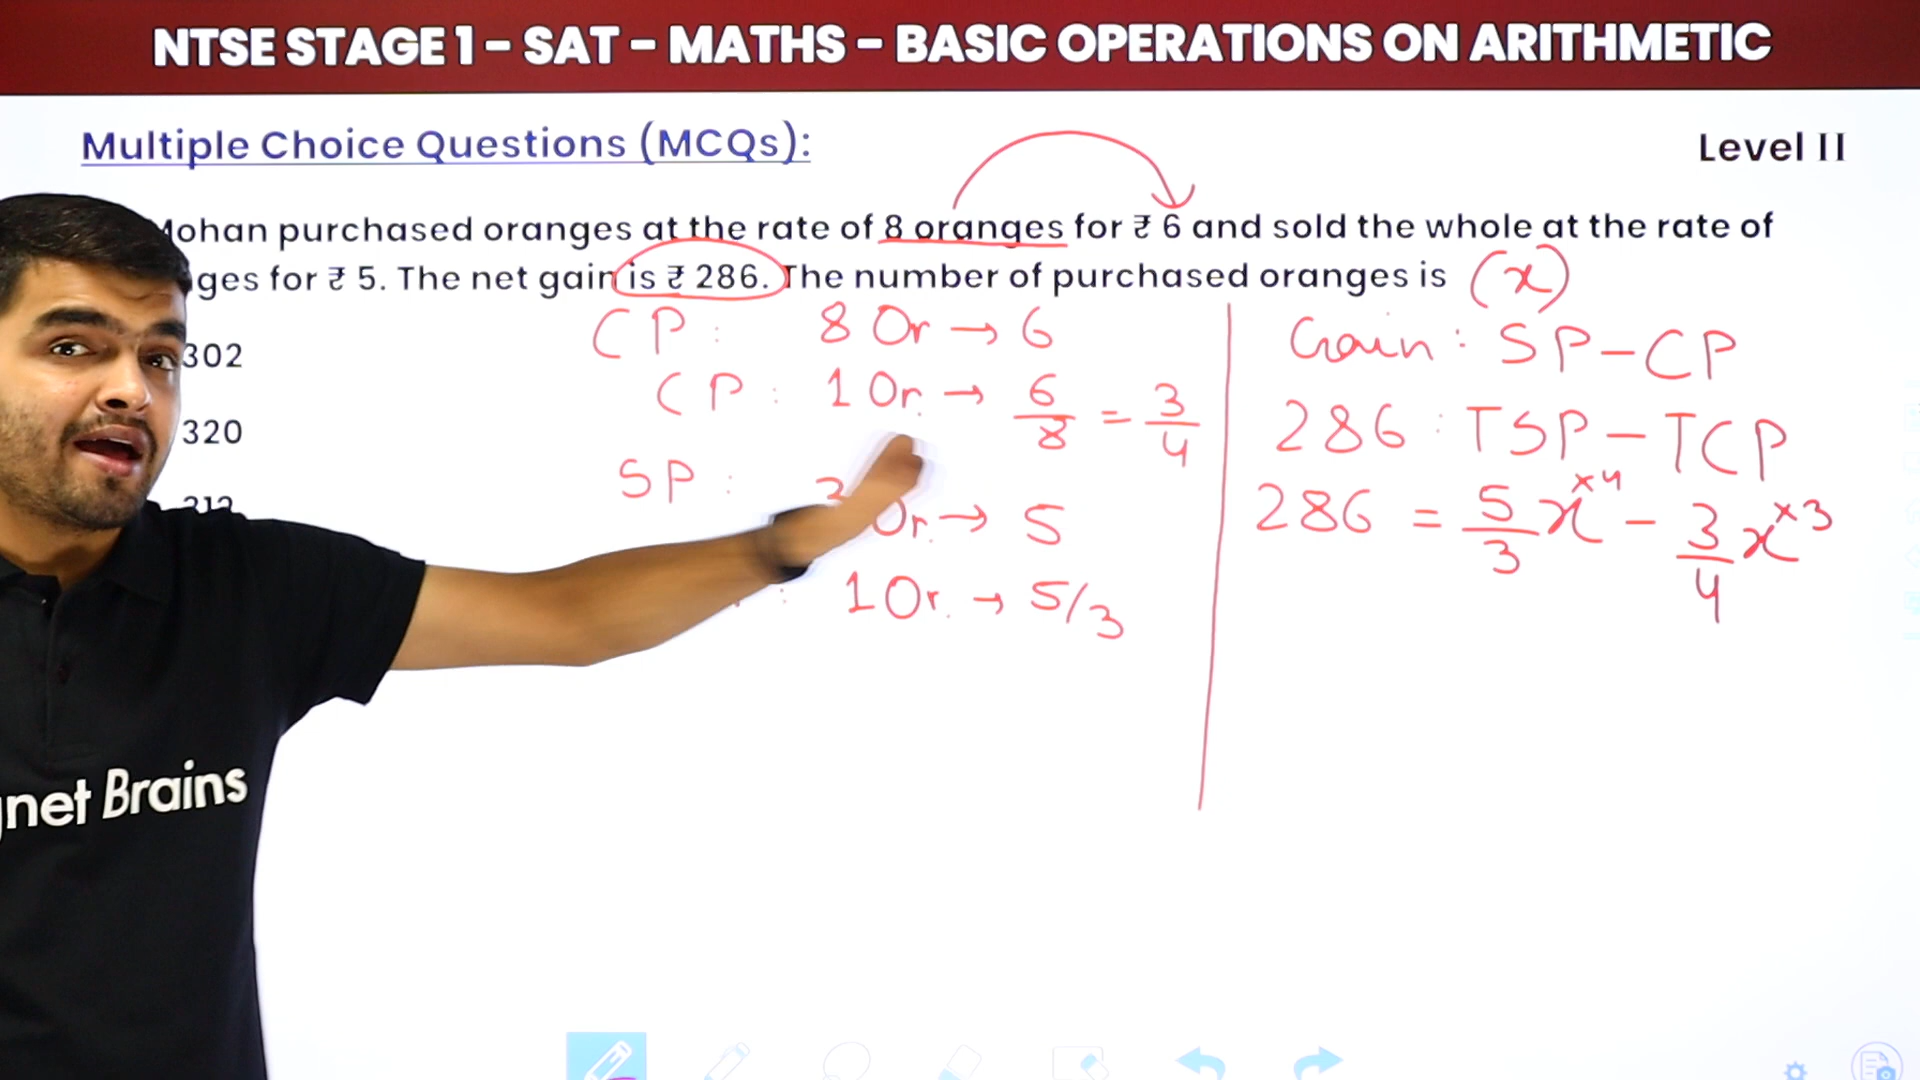 NTSE STAGE 1 – SAT – MATHS – BASIC OPERATIONS ON ARITHMETIC
Multiple Choice Questions (MCQs):
Level II
purchased oranges at the rate of 8 oranges for ₹ 6 and sold the whole at the rate of
for ₹ 5. The net gain is ₹ 286. The number of purchased oranges is (x)
302
320
312
CP : 8 Or → 6
CP : 1 Or. → 6/8 = 3/4
SP :
Or. → 5
1 Or. → 5/3
Gain : SP – CP
286 : TSP – TCP
286 = 5/3 x ×4 – 3/4 x ×3
Brains